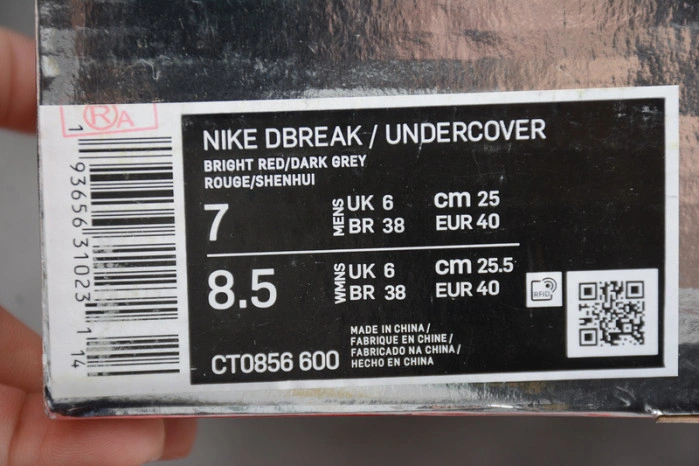 ®A
NIKE DBREAK / UNDERCOVER
BRIGHT RED/DARK GREY
ROUGE/SHENHUI
7
MENS
UK 6
cm 25
BR 38
EUR 40
8.5
WMNS
UK 6
cm 25.5
BR 38
EUR 40
RFID
CT0856 600
MADE IN CHINA/
FABRIQUE EN CHINE/
FABRICADO NA CHINA/
HECHO EN CHINA
1 93656 31023 1 14